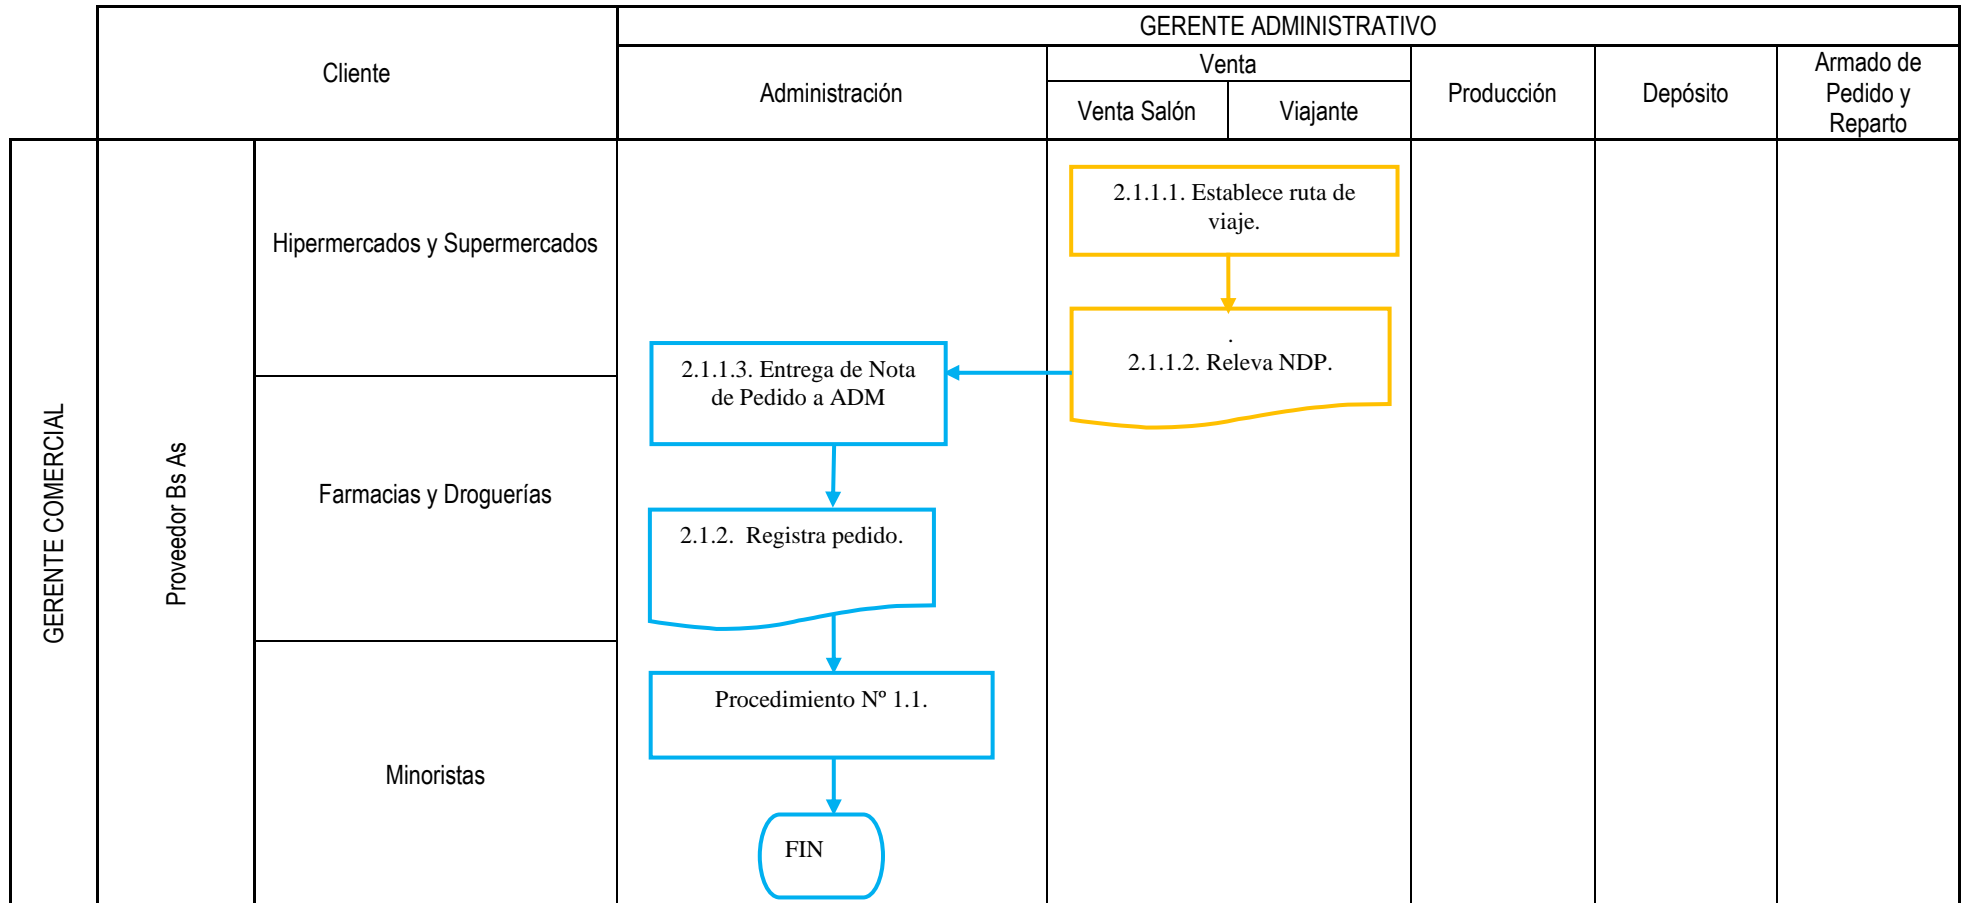 GERENTE ADMINISTRATIVO
Cliente
Administración
Venta
Venta Salón
Viajante
Producción
Depósito
Armado de
Pedido y
Reparto
GERENTE COMERCIAL
Proveedor Bs As
Hipermercados y Supermercados
Farmacias y Droguerías
Minoristas
2.1.1.1. Establece ruta de
viaje.
.
2.1.1.2. Releva NDP.
2.1.1.3. Entrega de Nota
de Pedido a ADM
2.1.2.  Registra pedido.
Procedimiento Nº 1.1.
FIN